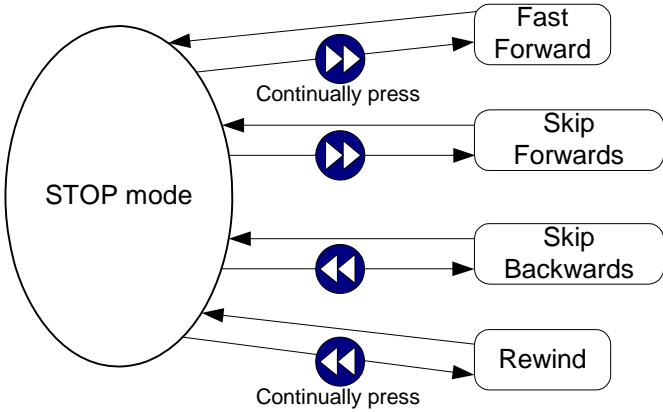 Fast
Forward
Continually press
Skip
Forwards
STOP mode
Skip
Backwards
Rewind
Continually press